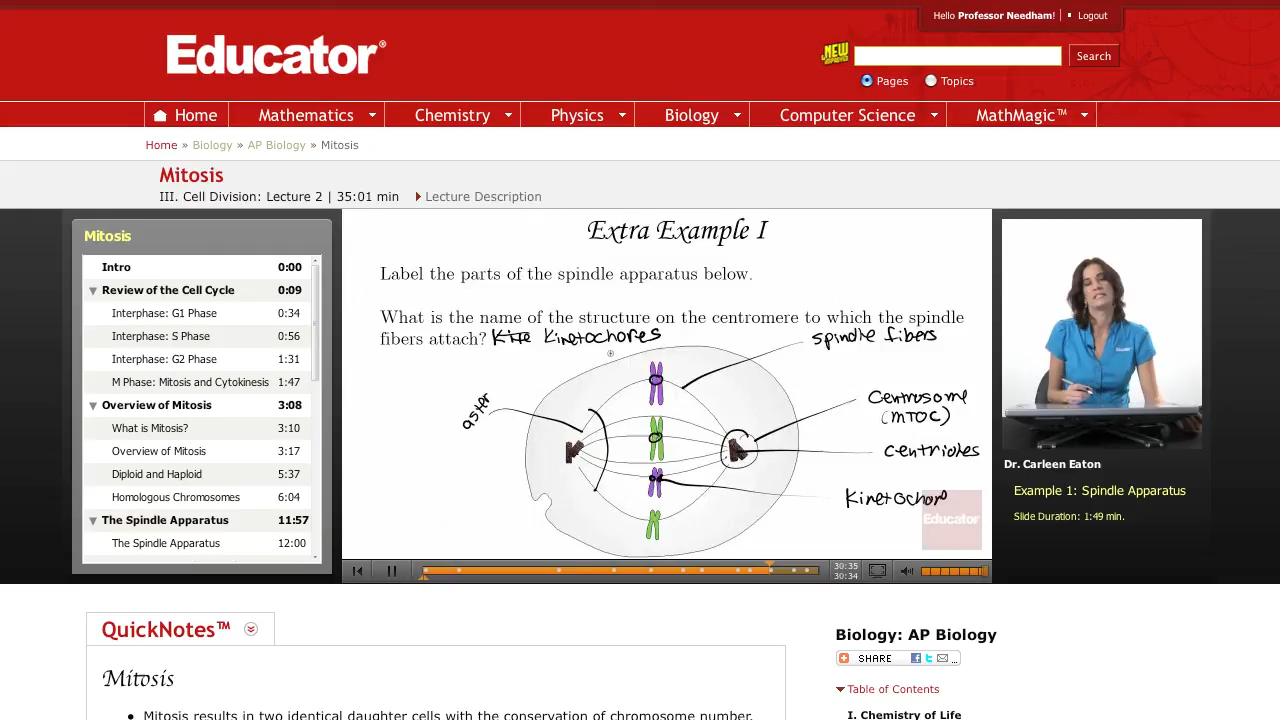 Hello Professor Needham! Logout
Educator®
NEW
Search
Pages Topics
Home Mathematics Chemistry Physics Biology Computer Science MathMagic™
Home » Biology » AP Biology » Mitosis
Mitosis
III. Cell Division: Lecture 2 | 35:01 min Lecture Description
Mitosis
Intro 0:00
Review of the Cell Cycle 0:09
Interphase: G1 Phase 0:34
Interphase: S Phase 0:56
Interphase: G2 Phase 1:31
M Phase: Mitosis and Cytokinesis 1:47
Overview of Mitosis 3:08
What is Mitosis? 3:10
Overview of Mitosis 3:17
Diploid and Haploid 5:37
Homologous Chromosomes 6:04
The Spindle Apparatus 11:57
The Spindle Apparatus 12:00
Extra Example I
Label the parts of the spindle apparatus below.
What is the name of the structure on the centromere to which the spindle
fibers attach? Kite Kinetochores
spindle fibers
aster
Centrosome
(MTOC)
centrioles
Kinetochore
Educator
30:35
30:34
Dr. Carleen Eaton
Example 1: Spindle Apparatus
Slide Duration: 1:49 min.
QuickNotes™
Mitosis
• Mitosis results in two identical daughter cells with the conservation of chromosome number.
Biology: AP Biology
SHARE ...
Table of Contents
I. Chemistry of Life